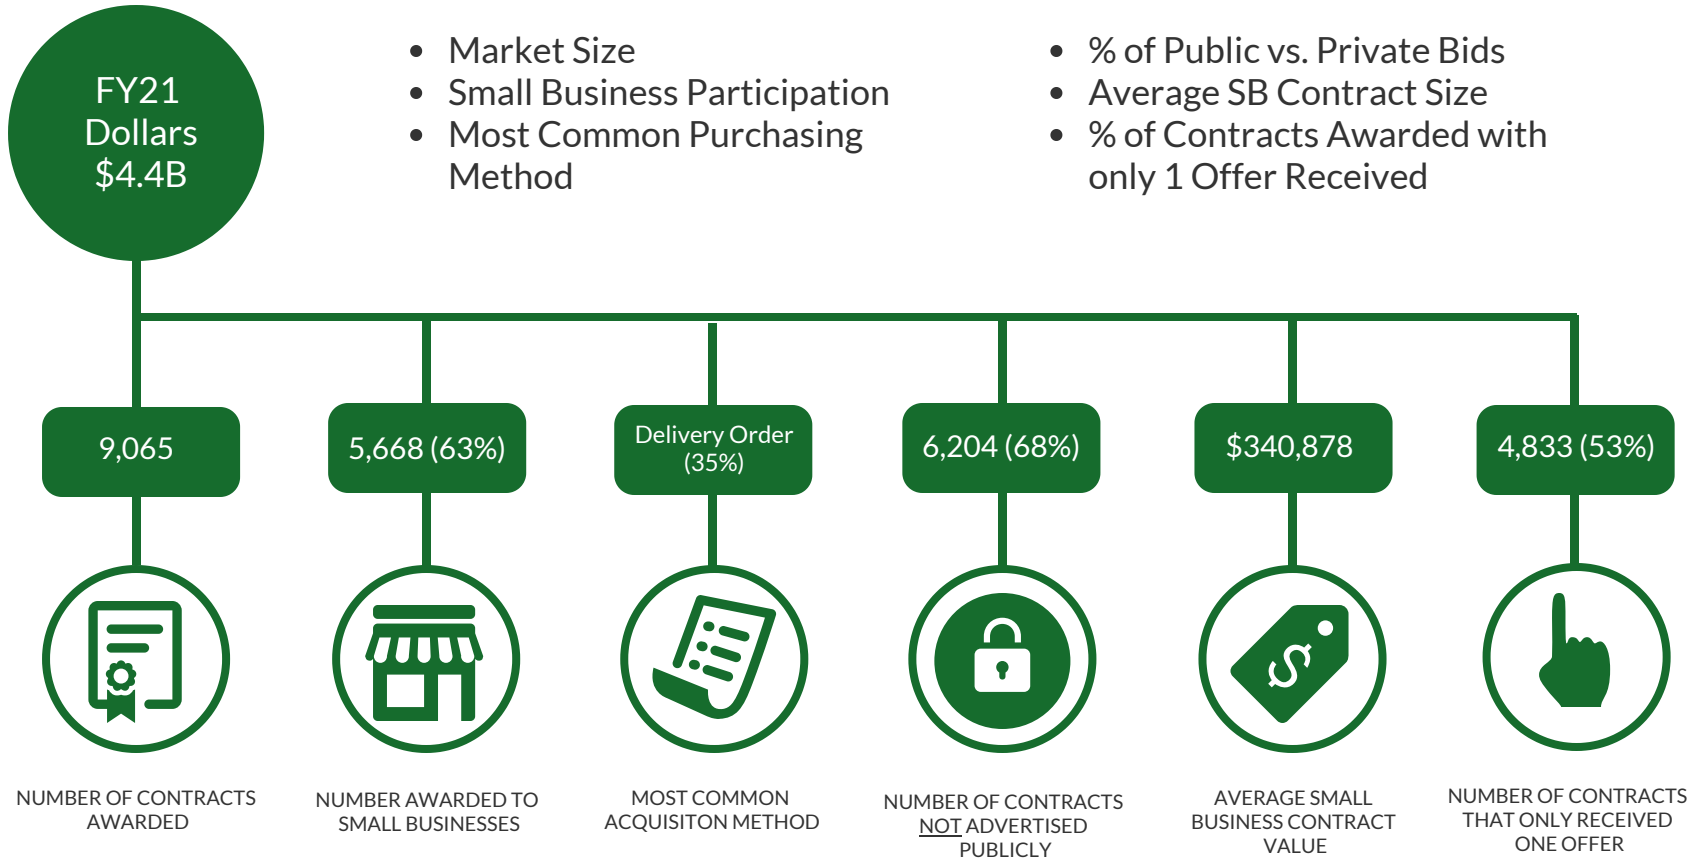 FY21
Dollars
$4.4B
• Market Size
• Small Business Participation
• Most Common Purchasing
Method
• % of Public vs. Private Bids
• Average SB Contract Size
• % of Contracts Awarded with
only 1 Offer Received
9,065
5,668 (63%)
Delivery Order
(35%)
6,204 (68%)
$340,878
4,833 (53%)
$
NUMBER OF CONTRACTS
AWARDED
NUMBER AWARDED TO
SMALL BUSINESSES
MOST COMMON
ACQUISITON METHOD
NUMBER OF CONTRACTS
NOT ADVERTISED
PUBLICLY
AVERAGE SMALL
BUSINESS CONTRACT
VALUE
NUMBER OF CONTRACTS
THAT ONLY RECEIVED
ONE OFFER